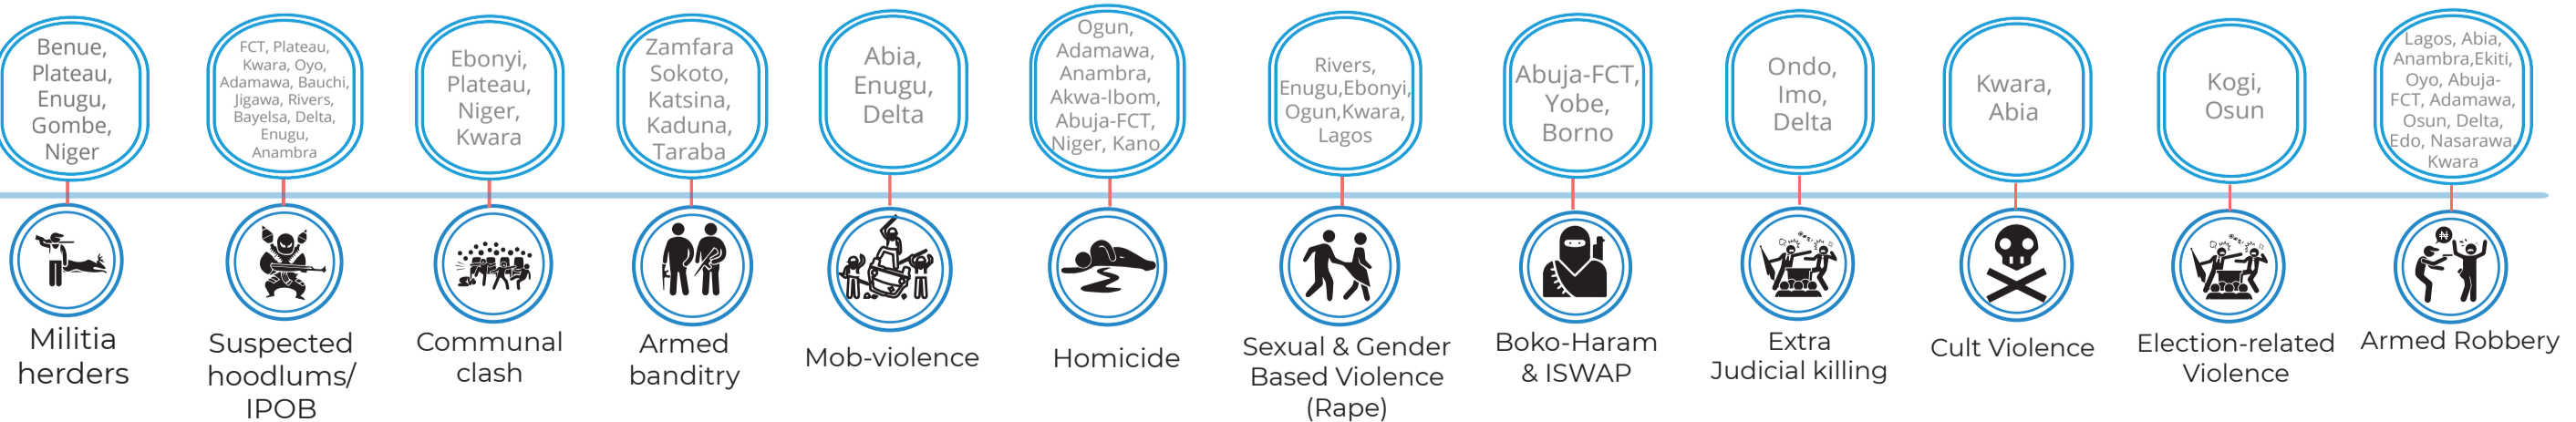 Benue,
Plateau,
Enugu,
Gombe,
Niger
Militia
herders
FCT, Plateau,
Kwara, Oyo,
Adamawa, Bauchi,
Jigawa, Rivers,
Bayelsa, Delta,
Enugu,
Anambra
Suspected
hoodlums/
IPOB
Ebonyi,
Plateau,
Niger,
Kwara
Communal
clash
Zamfara
Sokoto,
Katsina,
Kaduna,
Taraba
Armed
banditry
Abia,
Enugu,
Delta
Mob-violence
Ogun,
Adamawa,
Anambra,
Akwa-Ibom,
Abuja-FCT,
Niger, Kano
Homicide
Rivers,
Enugu,Ebonyi,
Ogun,Kwara,
Lagos
Sexual & Gender
Based Violence
(Rape)
Abuja-FCT,
Yobe,
Borno
Boko-Haram
& ISWAP
Ondo,
Imo,
Delta
Extra
Judicial killing
Kwara,
Abia
Cult Violence
Kogi,
Osun
Election-related
Violence
Lagos, Abia,
Anambra,Ekiti,
Oyo, Abuja-
FCT, Adamawa,
Osun, Delta,
Edo, Nasarawa,
Kwara
₦
Armed Robbery